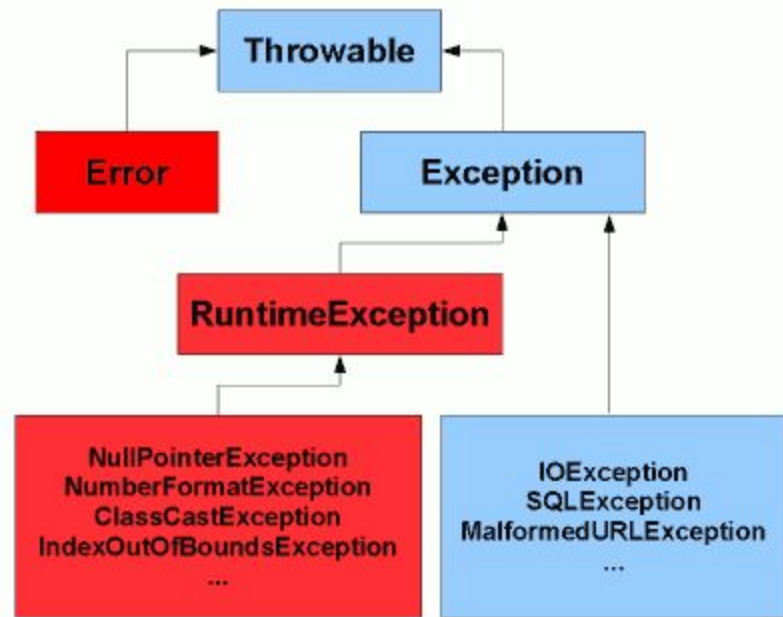 Throwable
Error
Exception
RuntimeException
NullPointerException
NumberFormatException
ClassCastException
IndexOutOfBoundsException
...
IOException
SQLException
MalformedURLException
...